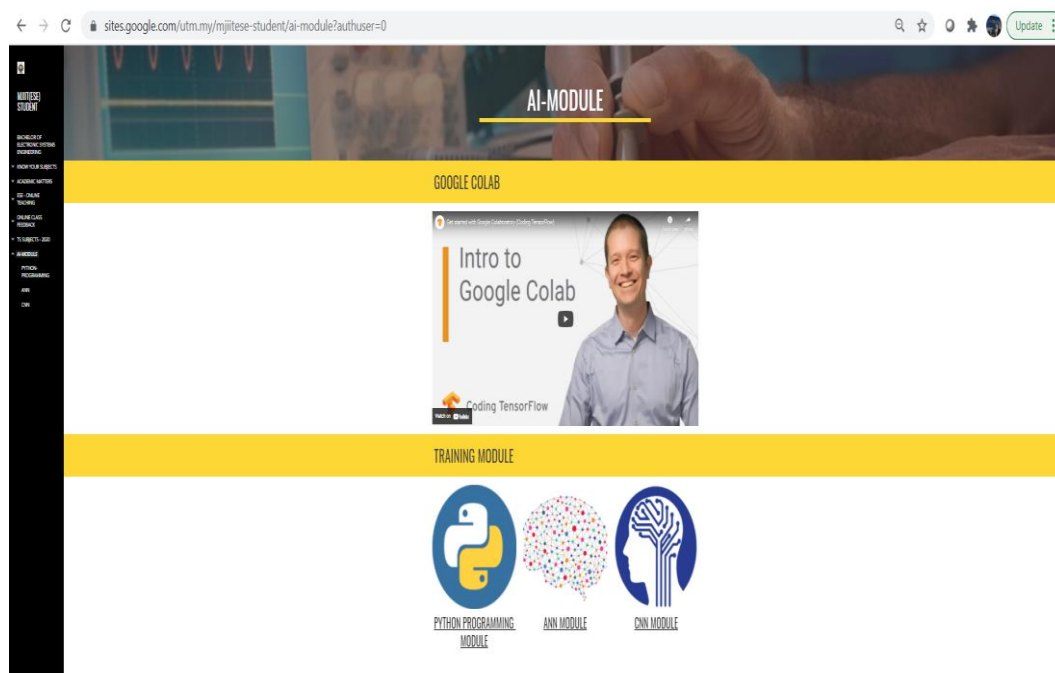 sites.google.com/utm.my/mjiitese-student/ai-module?authuser=0
Update
MJIIT(ESE)
STUDENT
BACHELOR OF
ELECTRONIC SYSTEMS
ENGINEERING
KNOW YOUR SUBJECTS
ACADEMIC MATTERS
ESE - ONLINE
TEACHING
ONLINE CLASS
FEEDBACK
AI-MODULE
PYTHON-
PROGRAMMING
ANN
CNN
AI-MODULE
GOOGLE COLAB
Get started with Google Colaboratory (Coding TensorFlow)
Intro to
Google Colab
Coding TensorFlow
Watch on YouTube
TRAINING MODULE
PYTHON PROGRAMMING
MODULE
ANN MODULE
CNN MODULE